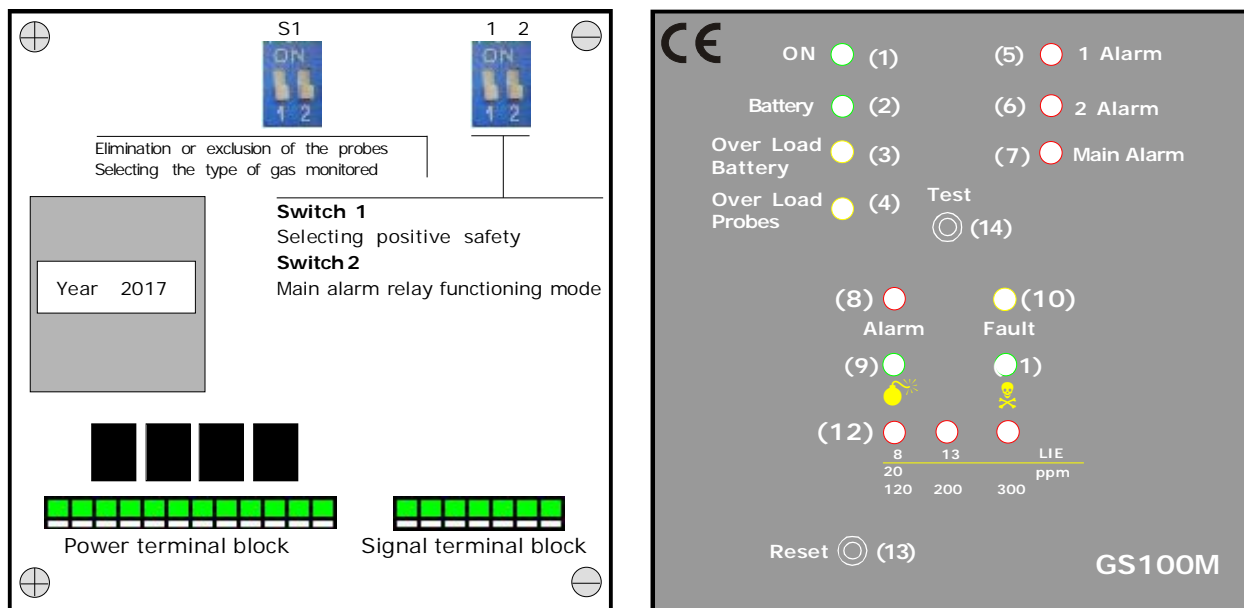 S1
1 2
ON
1 2
ON
1 2
Elimination or exclusion of the probes
Selecting the type of gas monitored
Switch 1
Selecting positive safety
Switch 2
Main alarm relay functioning mode
Year 2017
Power terminal block
Signal terminal block
CE
ON (1)
(5) 1 Alarm
Battery (2)
(6) 2 Alarm
Over Load
Battery (3)
(7) Main Alarm
Over Load
Probes (4)
Test
(14)
(8)
(10)
Alarm
Fault
(9)
1)
(12)
8 13 LIE
20 ppm
120 200 300
Reset (13)
GS100M